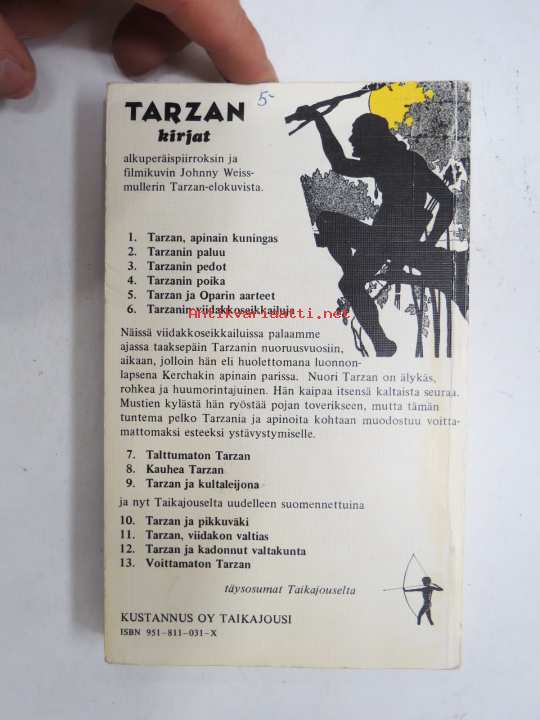 TARZAN
5-
kirjat
alkuperäispiirroksin ja
filmikuvin Johnny Weiss-
mullerin Tarzan-elokuvista.
1. Tarzan, apinain kuningas
2. Tarzanin paluu
3. Tarzanin pedot
4. Tarzanin poika
5. Tarzan ja Oparin aarteet
6. Tarzanin viidakkoseikkailuja
Antikvariaatti.net
Näissä viidakkoseikkailuissa palaamme
ajassa taaksepäin Tarzanin nuoruusvuosiin,
aikaan, jolloin hän eli huolettomana luonnon-
lapsena Kerchakin apinain parissa. Nuori Tarzan on älykäs,
rohkea ja huumorintajuinen. Hän kaipaa itsensä kaltaista seuraa.
Mustien kylästä hän ryöstää pojan toverikseen, mutta tämän
tuntema pelko Tarzania ja apinoita kohtaan muodostuu voitta-
mattomaksi esteeksi ystävystymiselle.
7. Talttumaton Tarzan
8. Kauhea Tarzan
9. Tarzan ja kultaleijona
ja nyt Taikajouselta uudelleen suomennettuina
10. Tarzan ja pikkuväki
11. Tarzan, viidakon valtias
12. Tarzan ja kadonnut valtakunta
13. Voittamaton Tarzan
täysosumat Taikajouselta
KUSTANNUS OY TAIKAJOUSI
ISBN 951-811-031-X